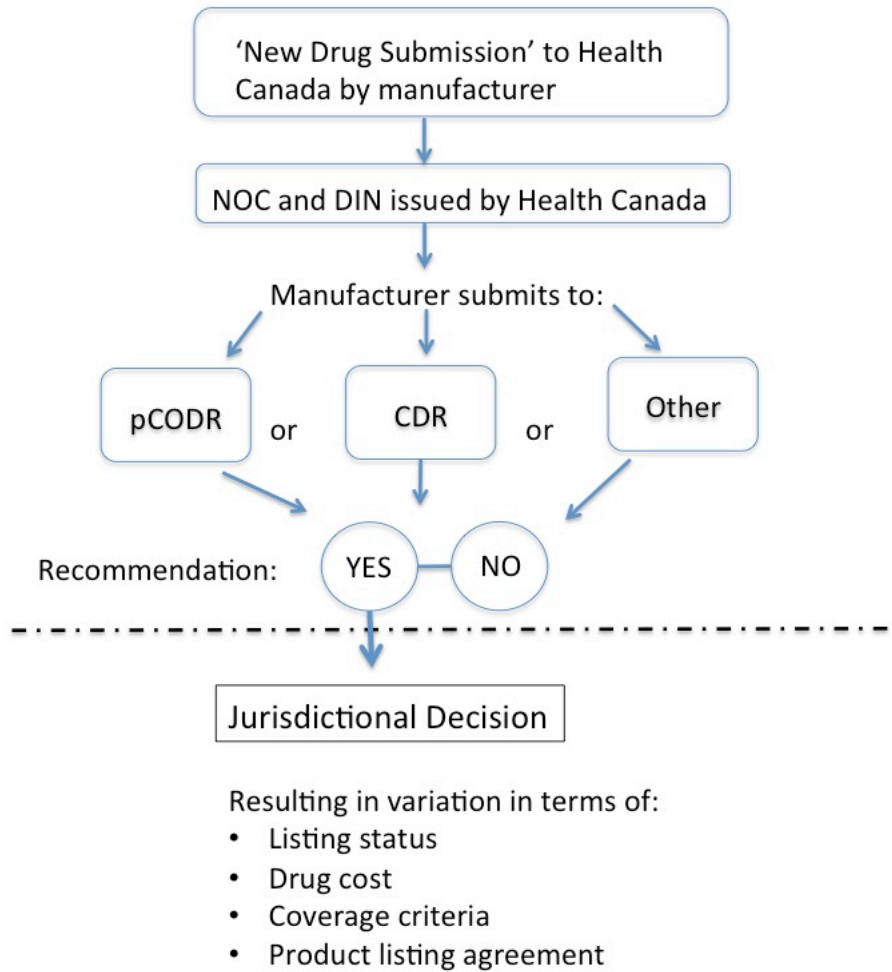 ‘New Drug Submission’ to Health
Canada by manufacturer
NOC and DIN issued by Health Canada
Manufacturer submits to:
pCODR
or
CDR
or
Other
Recommendation:
YES
NO
Jurisdictional Decision
Resulting in variation in terms of:
• Listing status
• Drug cost
• Coverage criteria
• Product listing agreement